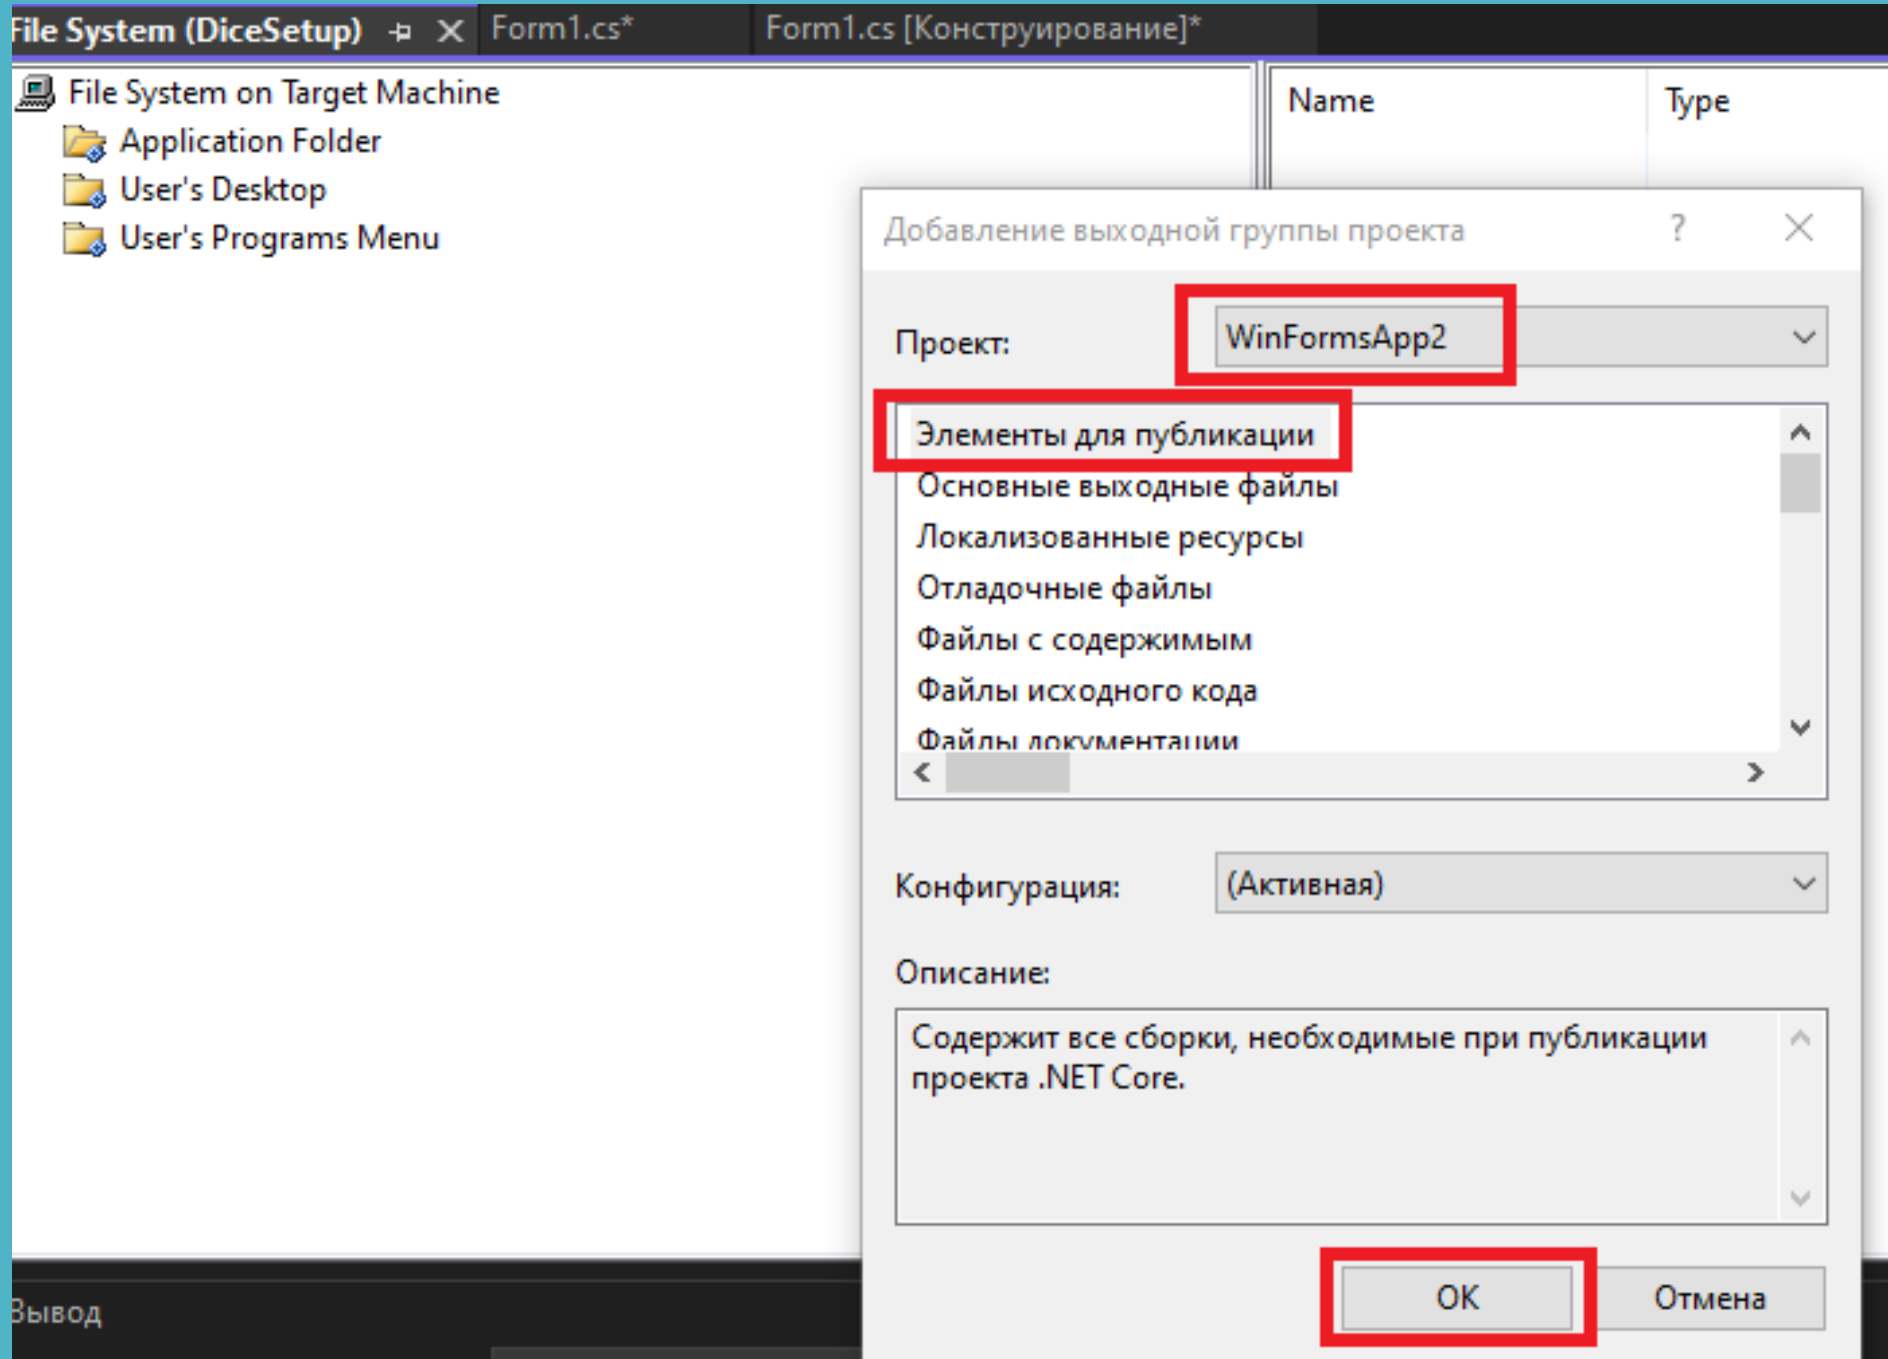 File System (DiceSetup) Form1.cs* Form1.cs [Конструирование]*
File System on Target Machine
Application Folder
User's Desktop
User's Programs Menu
Name Type
Добавление выходной группы проекта ?
Проект: WinFormsApp2
Элементы для публикации
Основные выходные файлы
Локализованные ресурсы
Отладочные файлы
Файлы с содержимым
Файлы исходного кода
Файлы документации
Конфигурация: (Активная)
Описание:
Содержит все сборки, необходимые при публикации
проекта .NET Core.
ОК Отмена
Вывод